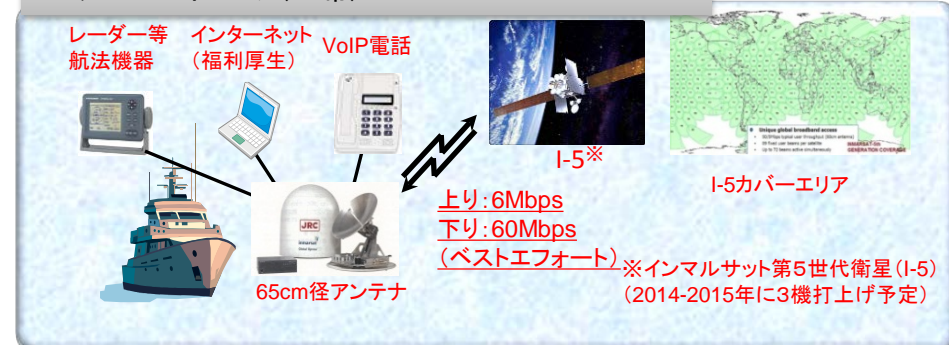 レーダー等
航法機器
インターネット
（福利厚生）
VoIP電話
I-5※
I-5カバーエリア
上り：6Mbps
下り：60Mbps
（ベストエフォート）
JRC
65cm径アンテナ
※インマルサット第5世代衛星（I-5）
（2014-2015年に3機打上げ予定）
Unique global broadband access